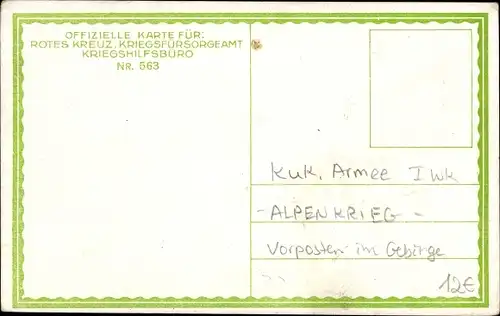 OFFIZIELLE KARTE FÜR:
ROTES KREUZ, KRIEGSFÜRSORGEAMT
KRIEGSHILFSBÜRO
NR. 563
KuK. Armee I Wk
- ALPENKRIEG -
Vorposten im Gebirge
12€